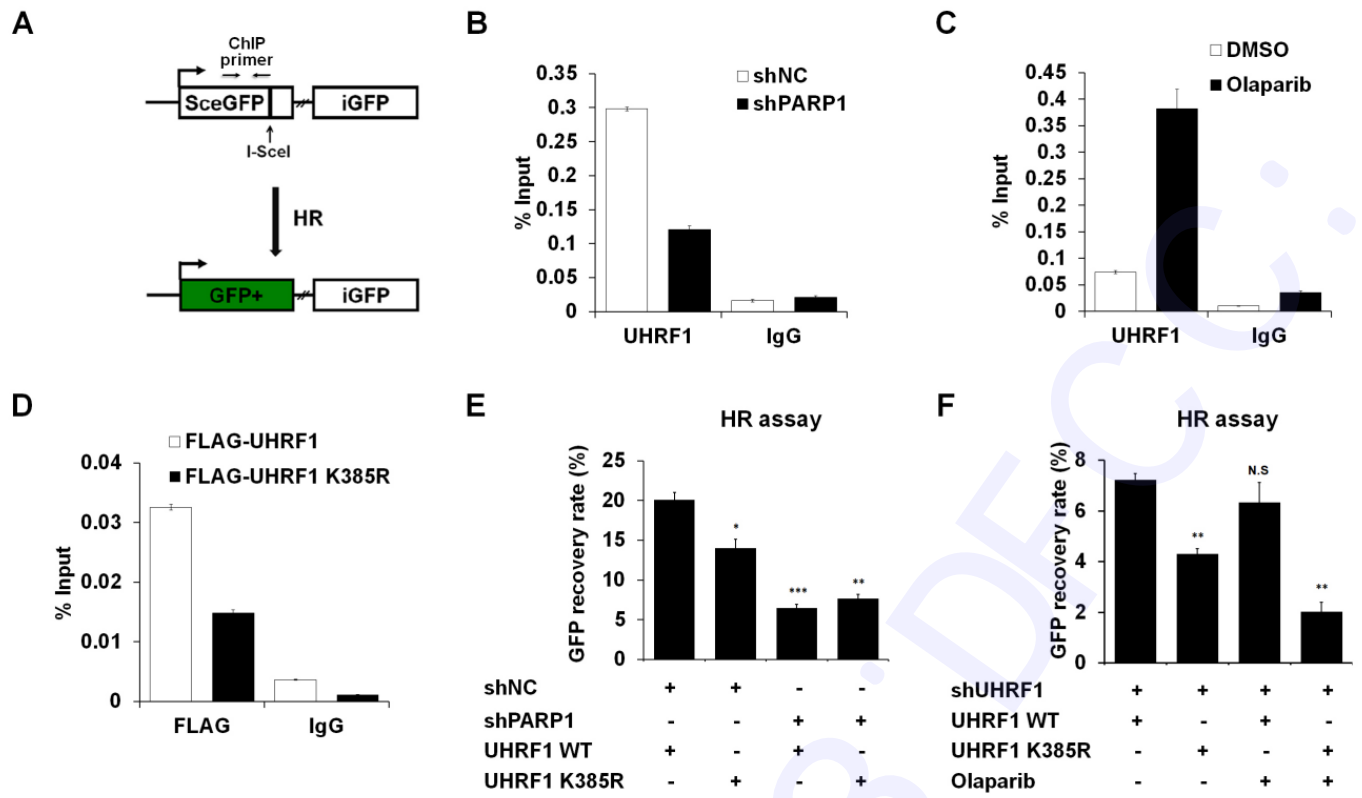 A
ChIP
primer
SceGFP
iGFP
I-SceI
HR
GFP+
iGFP
B
shNC
shPARP1
% Input
0.35
0.3
0.25
0.2
0.15
0.1
0.05
0
UHRF1
IgG
C
DMSO
Olaparib
% Input
0.45
0.4
0.35
0.3
0.25
0.2
0.15
0.1
0.05
0
UHRF1
IgG
D
FLAG-UHRF1
FLAG-UHRF1 K385R
% Input
0.04
0.03
0.02
0.01
0
FLAG
IgG
E
HR assay
GFP recovery rate (%)
25
20
15
10
5
0
*
***
**
shNC + + - -
shPARP1 - - + +
UHRF1 WT + - + -
UHRF1 K385R - + - +
F
HR assay
GFP recovery rate (%)
8
6
4
2
0
**
N.S
**
shUHRF1 + + + +
UHRF1 WT + - + -
UHRF1 K385R - + - +
Olaparib - - + +